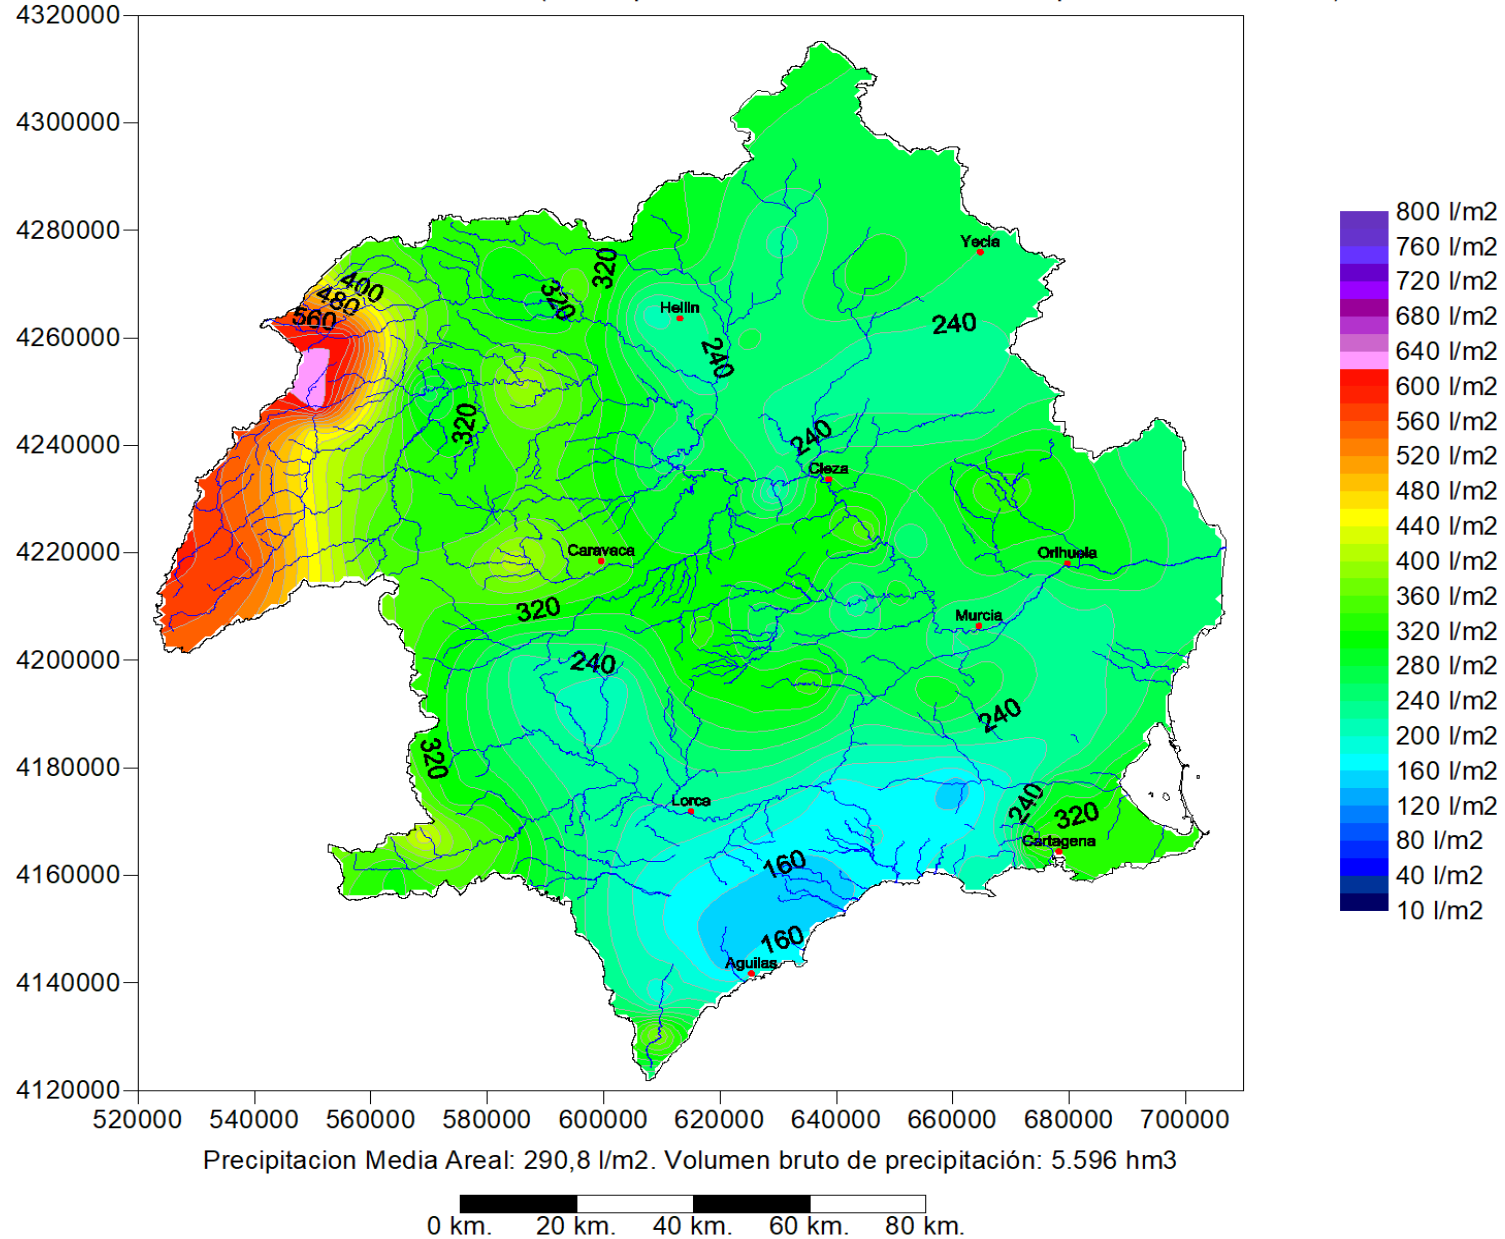 4320000
4300000
4280000
4260000
4240000
4220000
4200000
4180000
4160000
4140000
4120000
520000 540000 560000 580000 600000 620000 640000 660000 680000 700000
Yecla
400
480
560
320
320
Hellin
240
240
320
240
Cieza
Caravaca
Orihuela
320
Murcia
240
240
320
Lorca
240
320
Cartagena
160
160
Aguilas
800 l/m2
760 l/m2
720 l/m2
680 l/m2
640 l/m2
600 l/m2
560 l/m2
520 l/m2
480 l/m2
440 l/m2
400 l/m2
360 l/m2
320 l/m2
280 l/m2
240 l/m2
200 l/m2
160 l/m2
120 l/m2
80 l/m2
40 l/m2
10 l/m2
Precipitacion Media Areal: 290,8 l/m2. Volumen bruto de precipitación: 5.596 hm3
0 km. 20 km. 40 km. 60 km. 80 km.